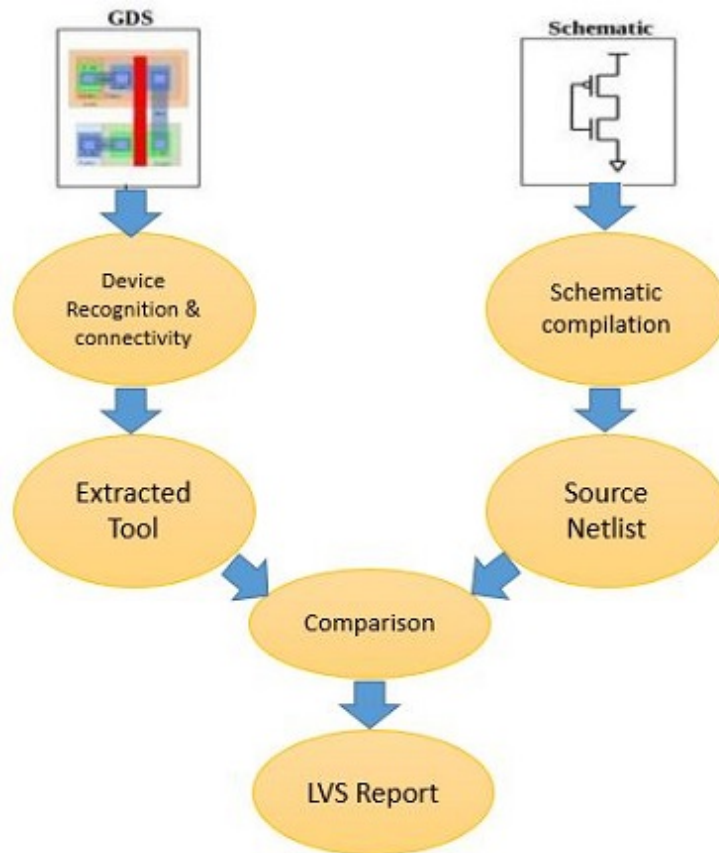 GDS
Schematic
Device
Recognition &
connectivity
Schematic
compilation
Extracted
Tool
Source
Netlist
Comparison
LVS Report